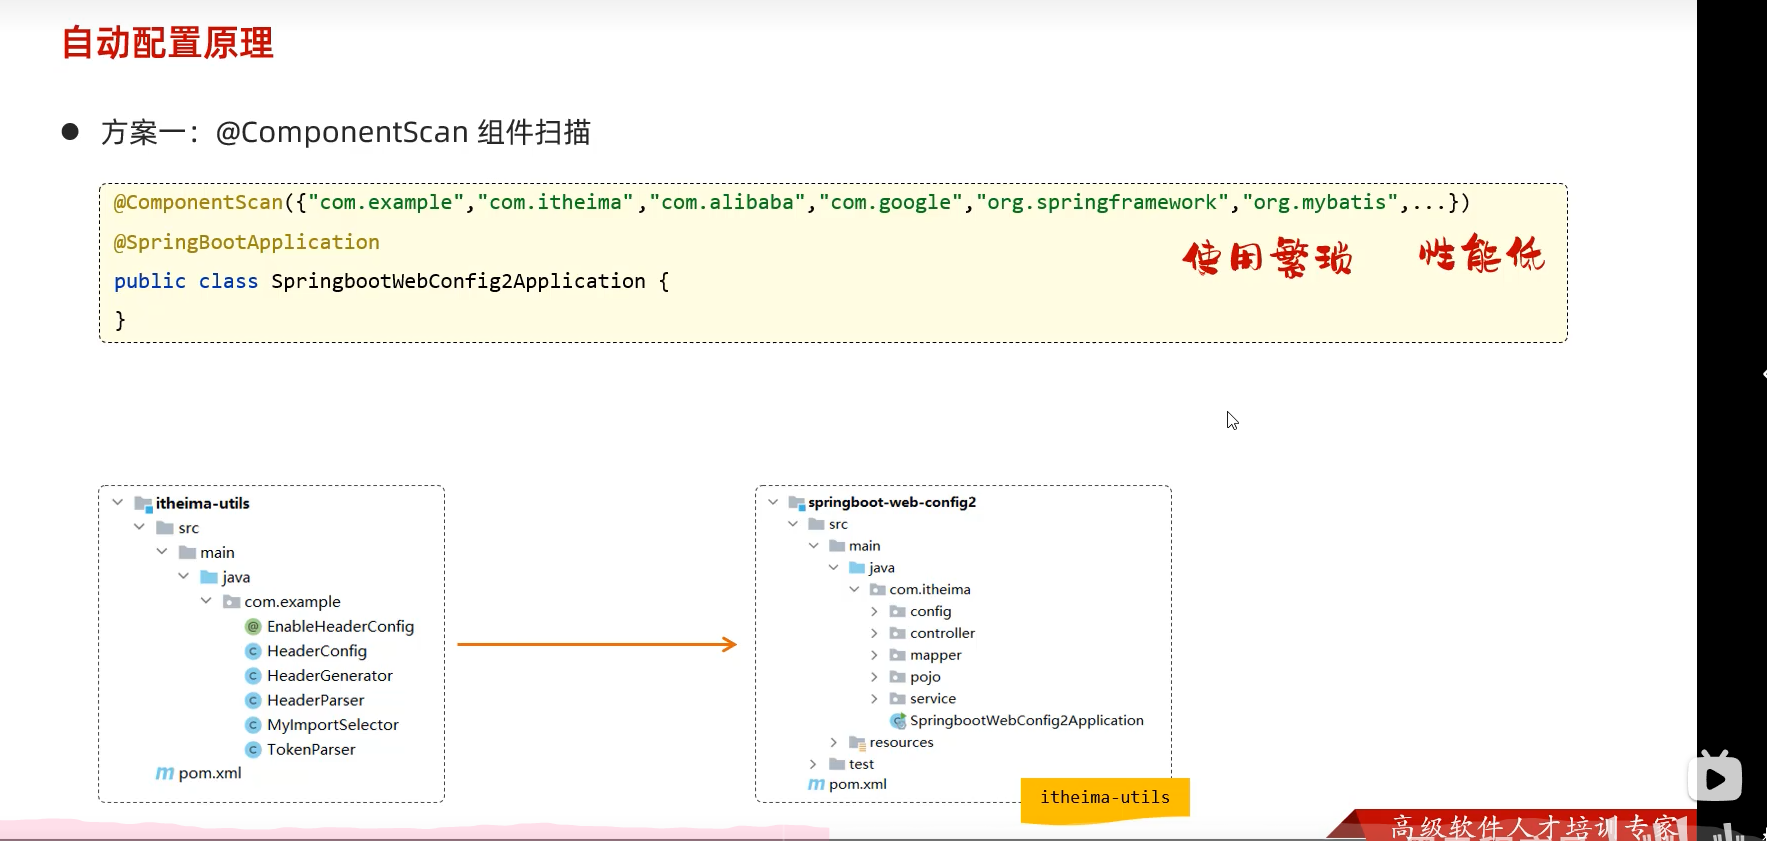 自动配置原理
● 方案一：@ComponentScan 组件扫描
@ComponentScan({"com.example","com.itheima","com.alibaba","com.google","org.springframework","org.mybatis",...})
@SpringBootApplication
使用繁琐 性能低
public class SpringbootWebConfig2Application {
}
itheima-utils
src
main
java
com.example
EnableHeaderConfig
HeaderConfig
HeaderGenerator
HeaderParser
MyImportSelector
TokenParser
pom.xml
springboot-web-config2
src
main
java
com.itheima
config
controller
mapper
pojo
service
SpringbootWebConfig2Application
resources
test
pom.xml
itheima-utils
高级软件人才培训专家